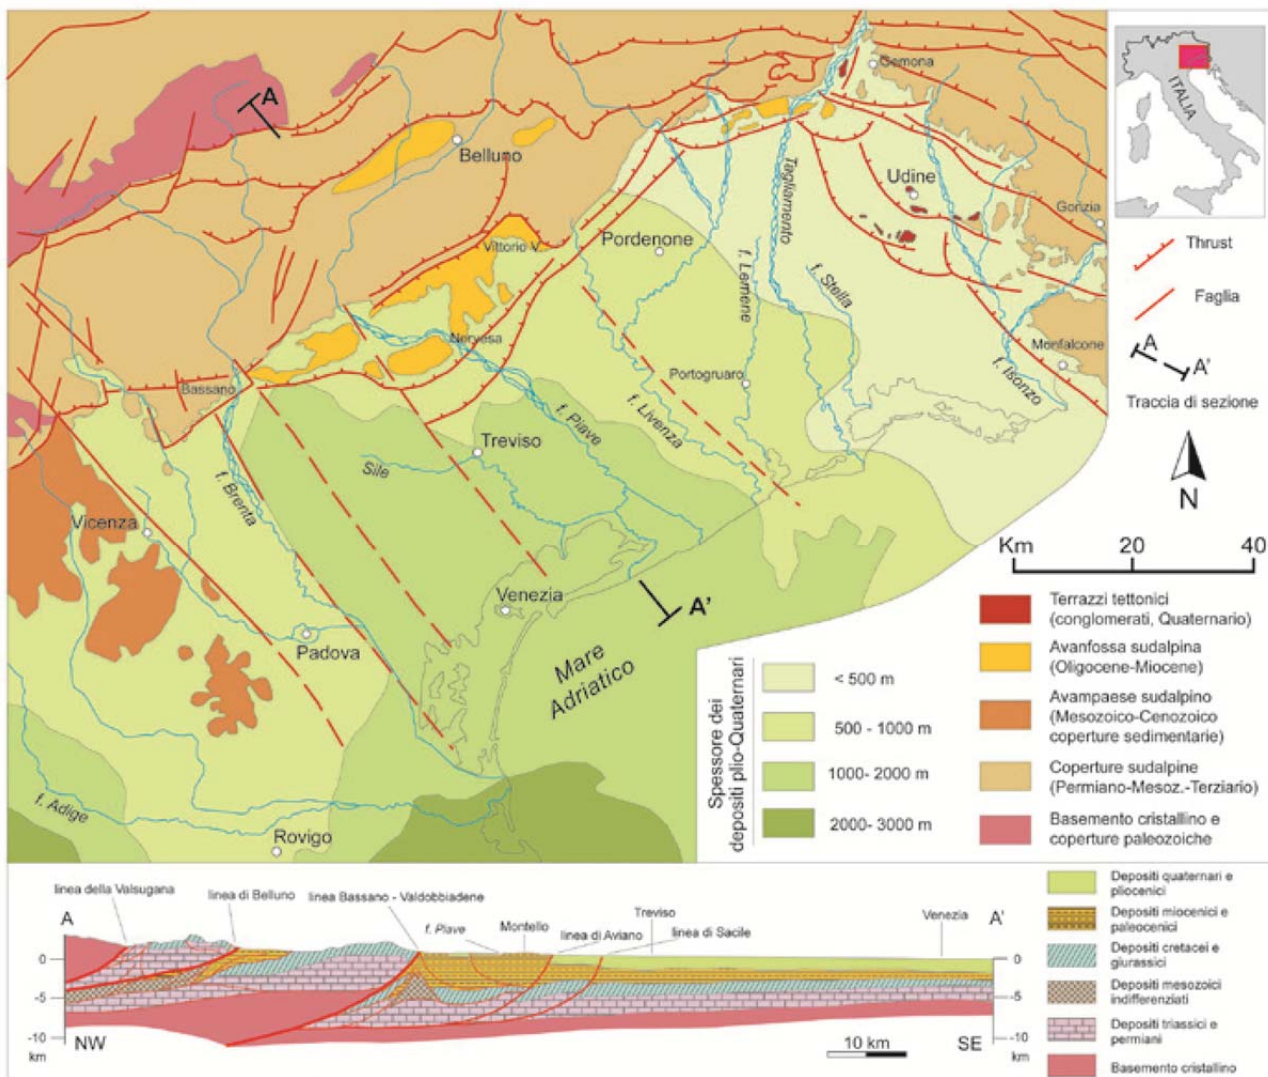 A
Belluno
Gemona
Udine
Gorizia
ITALIA
Tagliamento
Vittorio V.
Pordenone
f. Lemene
f. Stella
Thrust
Faglia
A
A'
Traccia di sezione
N
Nervesa
Monfalcone
f. Isonzo
Bassano
Portogruaro
f. Livenza
f. Piave
Treviso
Sile
f. Brenta
Vicenza
Venezia
A'
Padova
Mare
Adriatico
f. Adige
Rovigo
Km
20
40
Spessore dei
depositi plio-Quaternari
< 500 m
500 - 1000 m
1000- 2000 m
2000- 3000 m
Terrazzi tettonici
(conglomerati, Quaternario)
Avanfossa sudalpina
(Oligocene-Miocene)
Avampaese sudalpino
(Mesozoico-Cenozoico
coperture sedimentarie)
Coperture sudalpine
(Permiano-Mesoz.-Terziario)
Basemento cristallino e
coperture paleozoiche
linea della Valsugana
linea di Belluno
linea Bassano - Valdobbiadene
f. Piave
Montello
linea di Aviano
Treviso
linea di Sacile
Venezia
A
A'
0
-5
-10
km
NW
0
-5
-10
km
SE
10 km
Depositi quaternari e
pliocenici
Depositi miocenici e
paleocenici
Depositi cretacei e
giurassici
Depositi mesozoici
indifferenziati
Depositi triassici e
permiani
Basemento cristallino